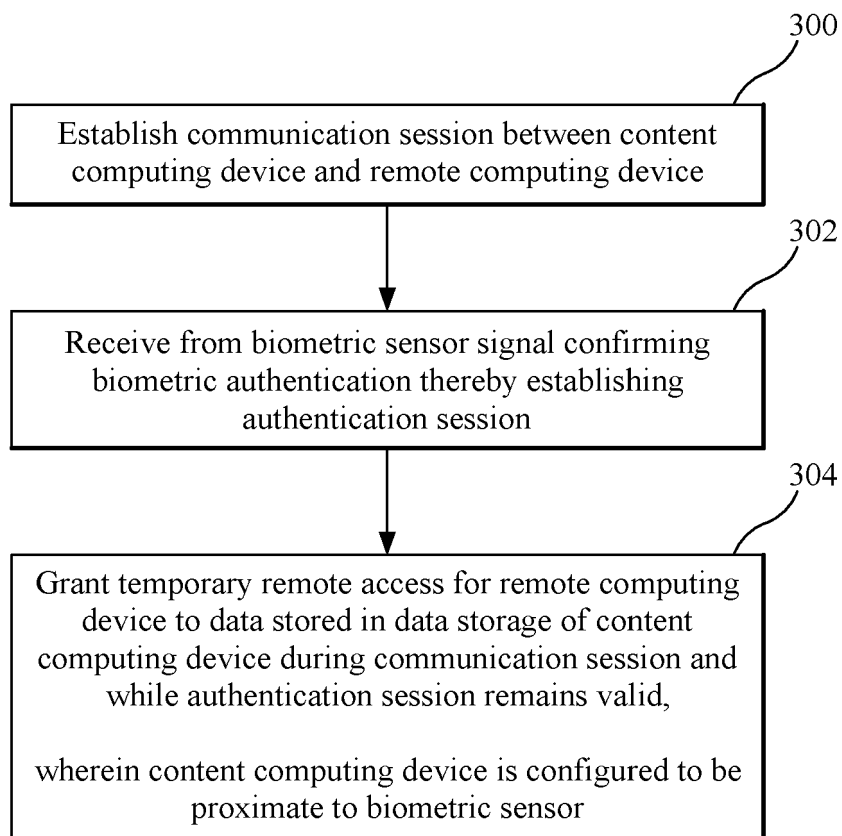 300
Establish communication session between content
computing device and remote computing device
302
Receive from biometric sensor signal confirming
biometric authentication thereby establishing
authentication session
304
Grant temporary remote access for remote computing
device to data stored in data storage of content
computing device during communication session and
while authentication session remains valid,
wherein content computing device is configured to be
proximate to biometric sensor